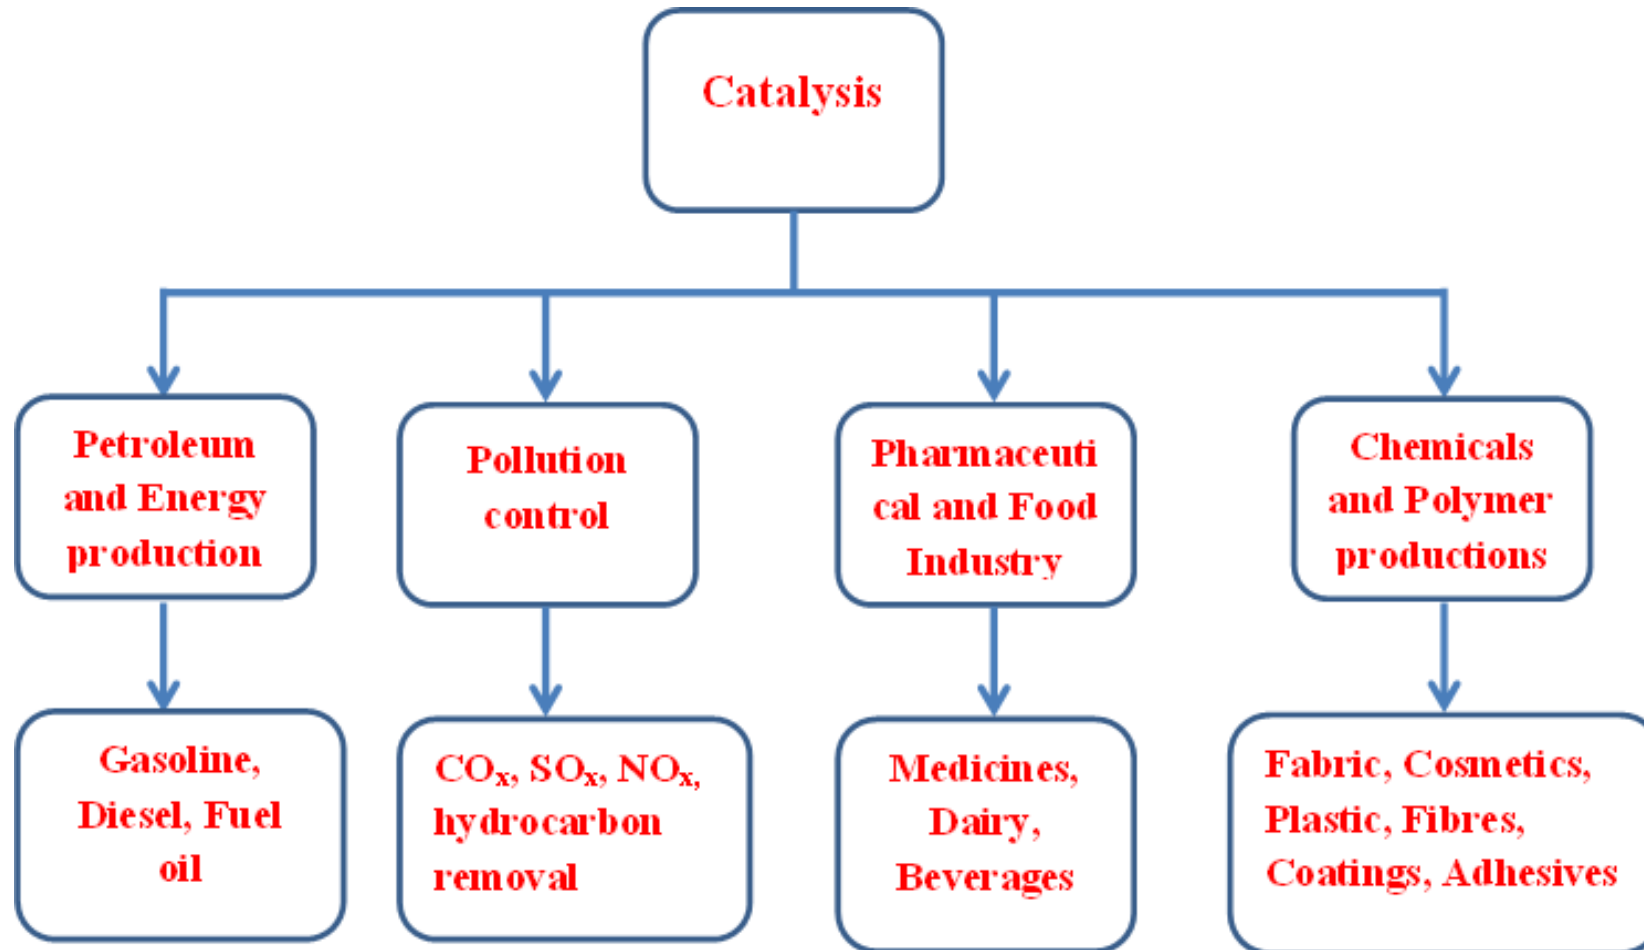 Catalysis
Petroleum
and Energy
production
Pollution
control
Pharmaceuti
cal and Food
Industry
Chemicals
and Polymer
productions
Gasoline,
Diesel, Fuel
oil
COₓ, SOₓ, NOₓ,
hydrocarbon
removal
Medicines,
Dairy,
Beverages
Fabric, Cosmetics,
Plastic, Fibres,
Coatings, Adhesives